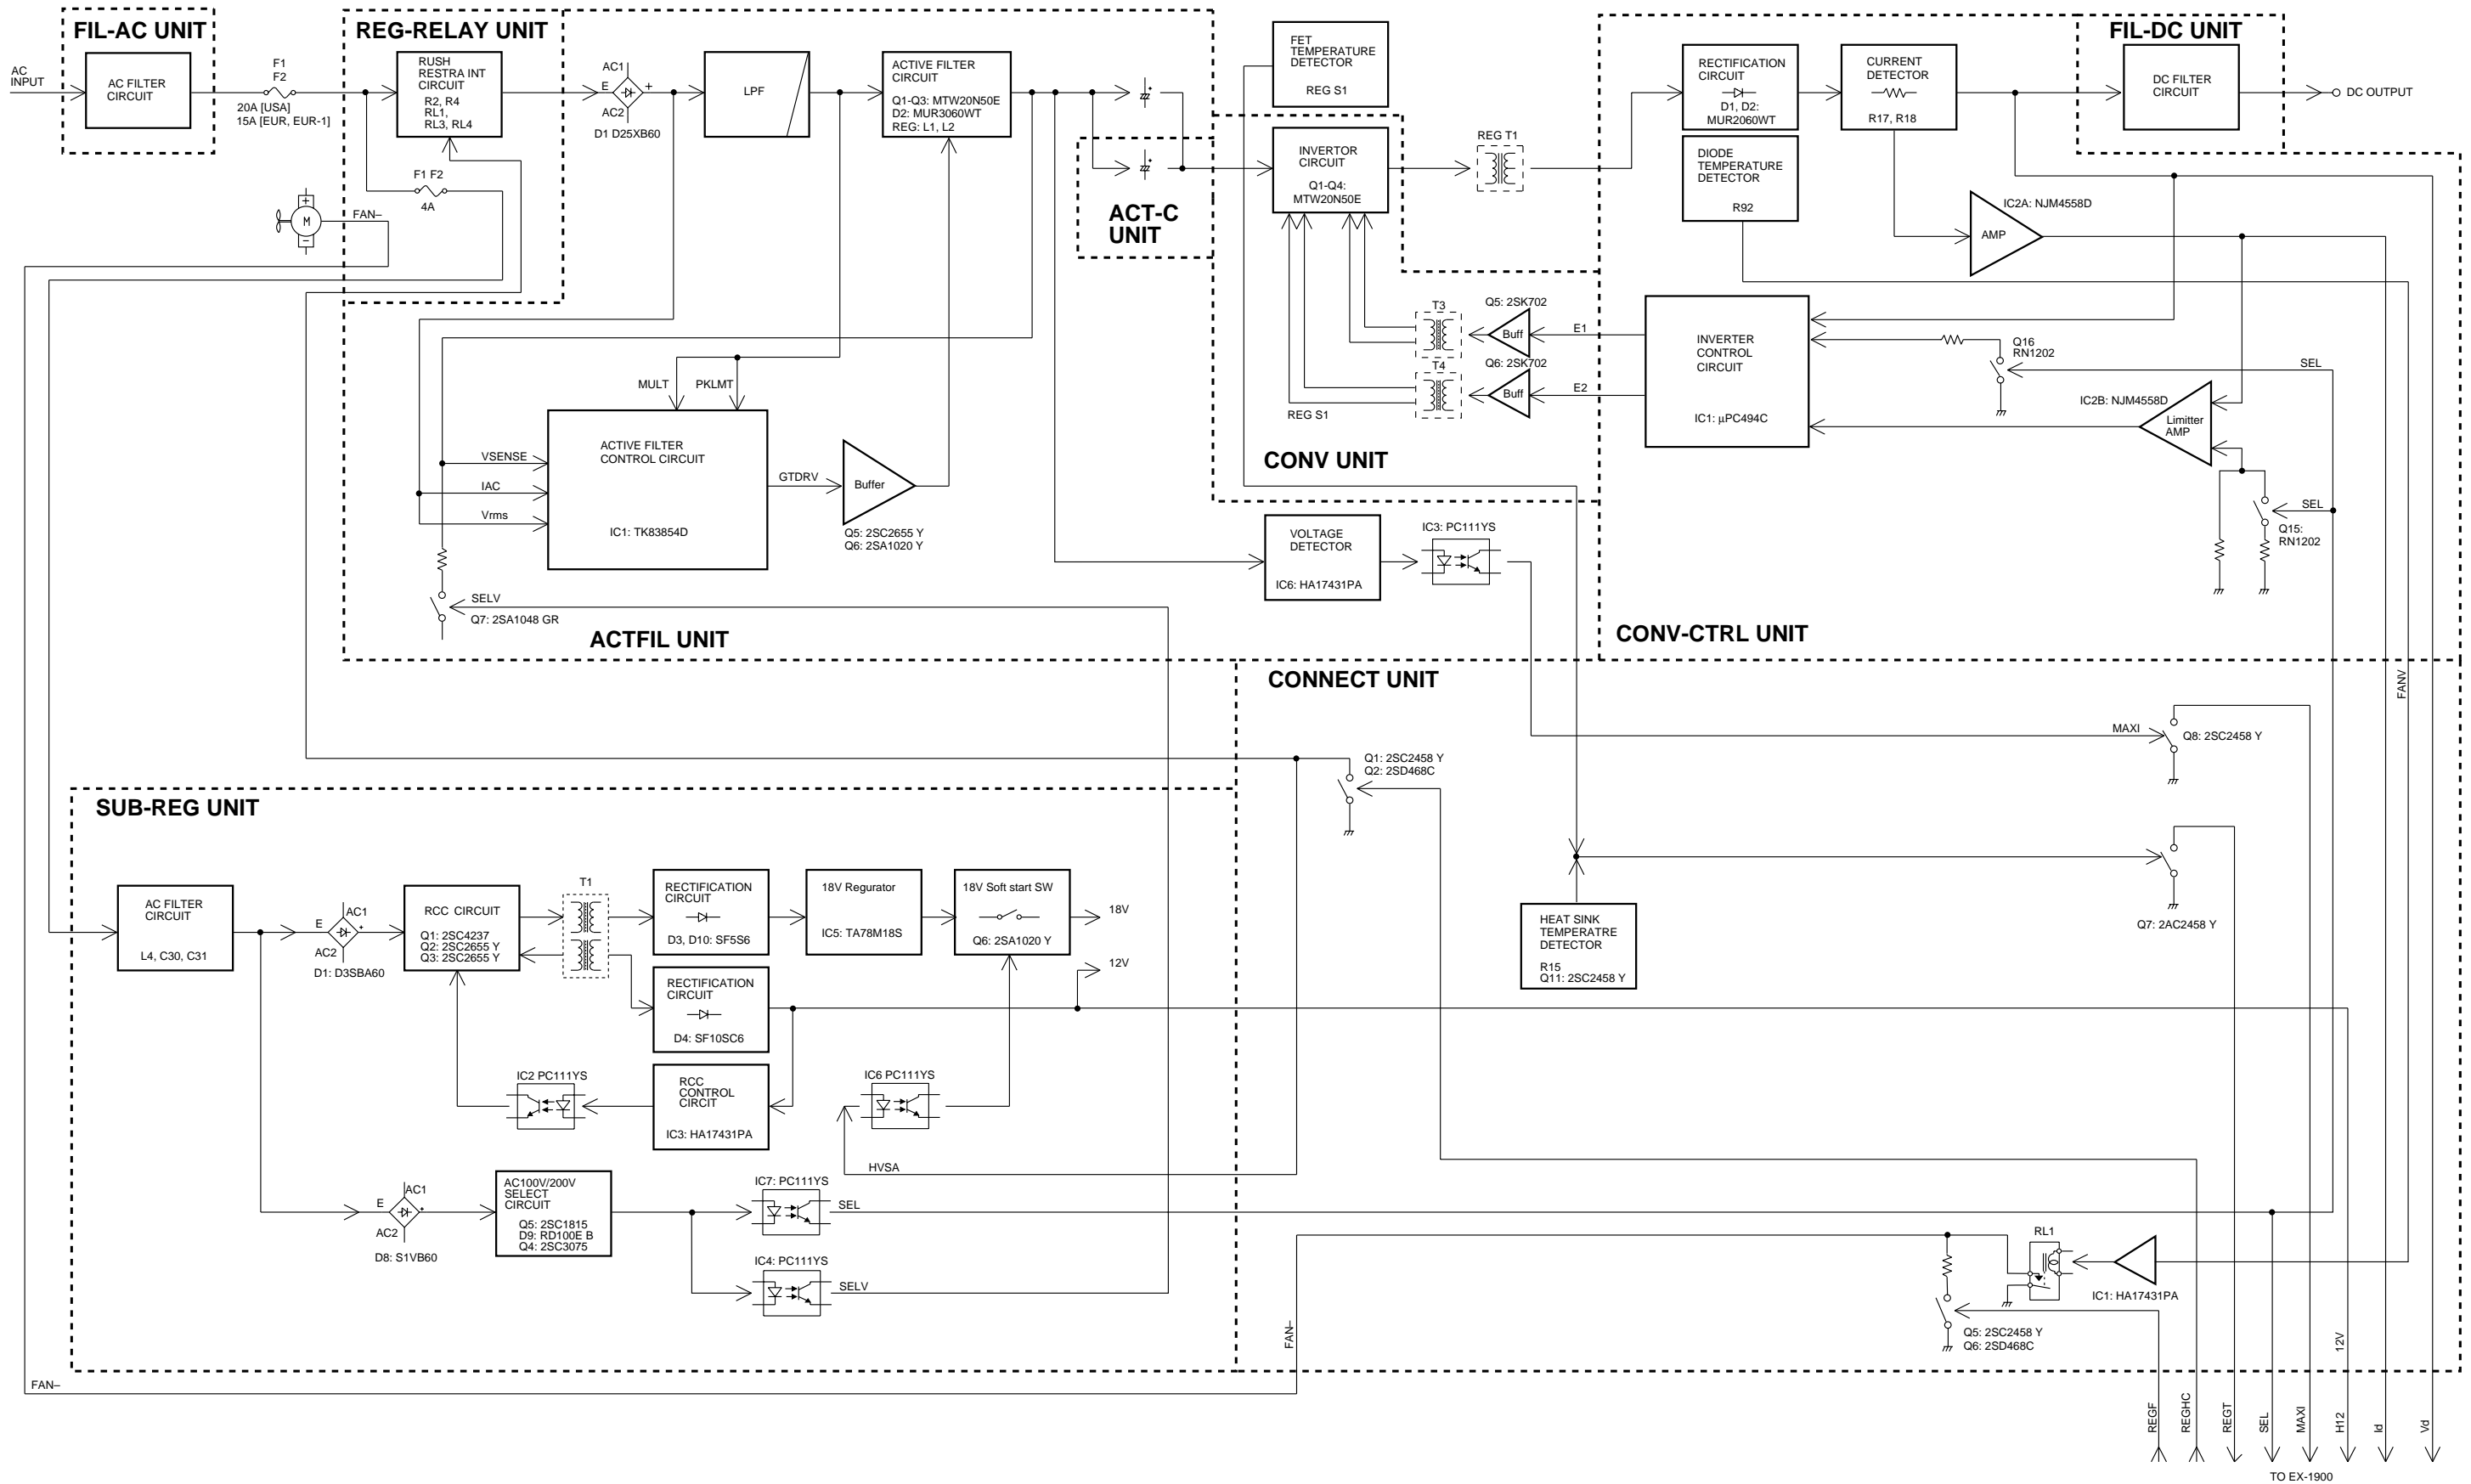 FIL-AC UNIT
AC
INPUT
AC FILTER
CIRCUIT
F1
F2
20A [USA]
15A [EUR, EUR-1]
REG-RELAY UNIT
RUSH
RESTRA INT
CIRCUIT
R2, R4
RL1,
RL3, RL4
F1 F2
4A
M
+
–
FAN–
AC1
E
+
AC2
D1 D25XB60
LPF
ACTIVE FILTER
CIRCUIT
Q1-Q3: MTW20N50E
D2: MUR3060WT
REG: L1, L2
ACT-C
UNIT
FET
TEMPERATURE
DETECTOR
REG S1
INVERTOR
CIRCUIT
Q1-Q4:
MTW20N50E
REG T1
RECTIFICATION
CIRCUIT
D1, D2:
MUR2060WT
CURRENT
DETECTOR
R17, R18
FIL-DC UNIT
DC FILTER
CIRCUIT
DC OUTPUT
DIODE
TEMPERATURE
DETECTOR
R92
IC2A: NJM4558D
AMP
T3
Q5: 2SK702
Buff
E1
T4
Q6: 2SK702
Buff
E2
REG S1
INVERTER
CONTROL
CIRCUIT
IC1: µPC494C
Q16
RN1202
SEL
IC2B: NJM4558D
Limitter
AMP
SEL
Q15:
RN1202
CONV UNIT
MULT
PKLMT
ACTIVE FILTER
CONTROL CIRCUIT
IC1: TK83854D
VSENSE
IAC
Vrms
GTDRV
Buffer
Q5: 2SC2655 Y
Q6: 2SA1020 Y
SELV
Q7: 2SA1048 GR
ACTFIL UNIT
VOLTAGE
DETECTOR
IC6: HA17431PA
IC3: PC111YS
CONV-CTRL UNIT
CONNECT UNIT
FANV
MAXI
Q8: 2SC2458 Y
Q1: 2SC2458 Y
Q2: 2SD468C
Q7: 2AC2458 Y
HEAT SINK
TEMPERATRE
DETECTOR
R15
Q11: 2SC2458 Y
SUB-REG UNIT
AC FILTER
CIRCUIT
L4, C30, C31
AC1
E
+
AC2
D1: D3SBA60
RCC CIRCUIT
Q1: 2SC4237
Q2: 2SC2655 Y
Q3: 2SC2655 Y
T1
RECTIFICATION
CIRCUIT
D3, D10: SF5S6
18V Regurator
IC5: TA78M18S
18V Soft start SW
Q6: 2SA1020 Y
18V
12V
RECTIFICATION
CIRCUIT
D4: SF10SC6
IC2 PC111YS
RCC
CONTROL
CIRCIT
IC3: HA17431PA
IC6 PC111YS
HVSA
AC1
E
+
AC2
D8: S1VB60
AC100V/200V
SELECT
CIRCUIT
Q5: 2SC1815
D9: RD100E B
Q4: 2SC3075
IC7: PC111YS
SEL
IC4: PC111YS
SELV
RL1
IC1: HA17431PA
Q5: 2SC2458 Y
Q6: 2SD468C
FAN–
12V
FAN–
REGF
REGHC
REGT
SEL
MAXI
H12
Id
Vd
TO EX-1900